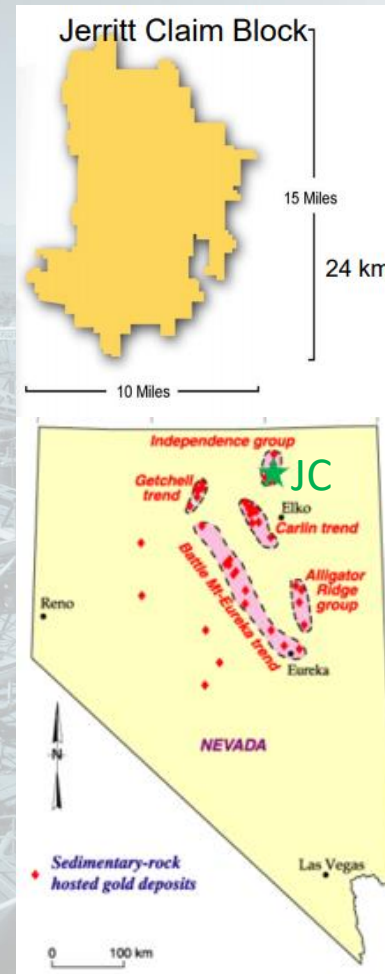 Jerritt Claim Block
15 Miles
24 km
10 Miles
Independence group
JC
Getchell
trend
Elko
Carlin trend
Battle Mt-Eureka trend
Alligator
Ridge
group
Reno
Eureka
N
NEVADA
Sedimentary-rock
hosted gold deposits
Las Vegas
0 100 km